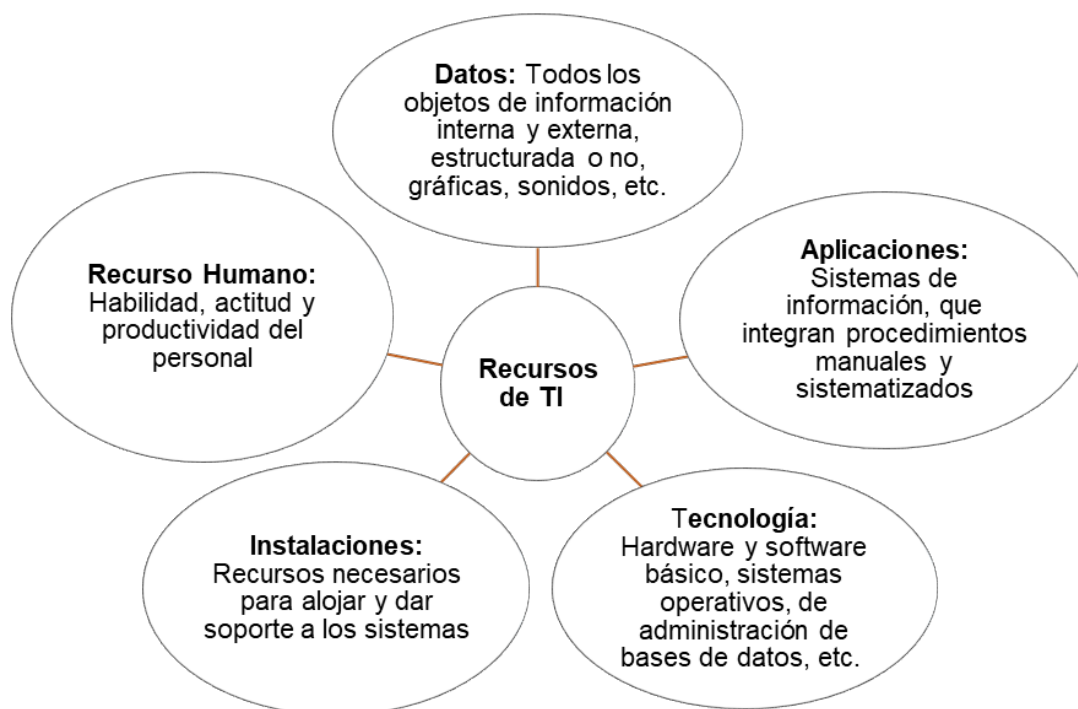 Datos: Todos los
objetos de información
interna y externa,
estructurada o no,
gráficas, sonidos, etc.
Aplicaciones:
Sistemas de
información, que
integran procedimientos
manuales y
sistematizados
Recurso Humano:
Habilidad, actitud y
productividad del
personal
Recursos
de TI
Instalaciones:
Recursos necesarios
para alojar y dar
soporte a los sistemas
Tecnología:
Hardware y software
básico, sistemas
operativos, de
administración de
bases de datos, etc.